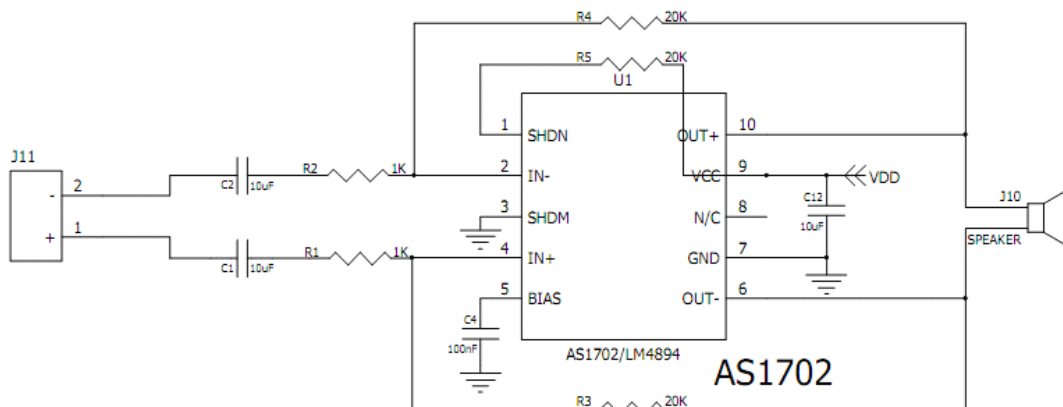 R4 20K
R5 20K
U1
1 SHDN OUT+ 10
J11
2 R2 1K 2 IN- VCC 9 VDD
-
C2 10uF
C12 J10
3 SHDM N/C 8
10uF
+ 1
SPEAKER
R1 1K 4 IN+ GND 7
C1 10uF
5 BIAS OUT- 6
C4
100nF
AS1702/LM4894
AS1702
R3 20K